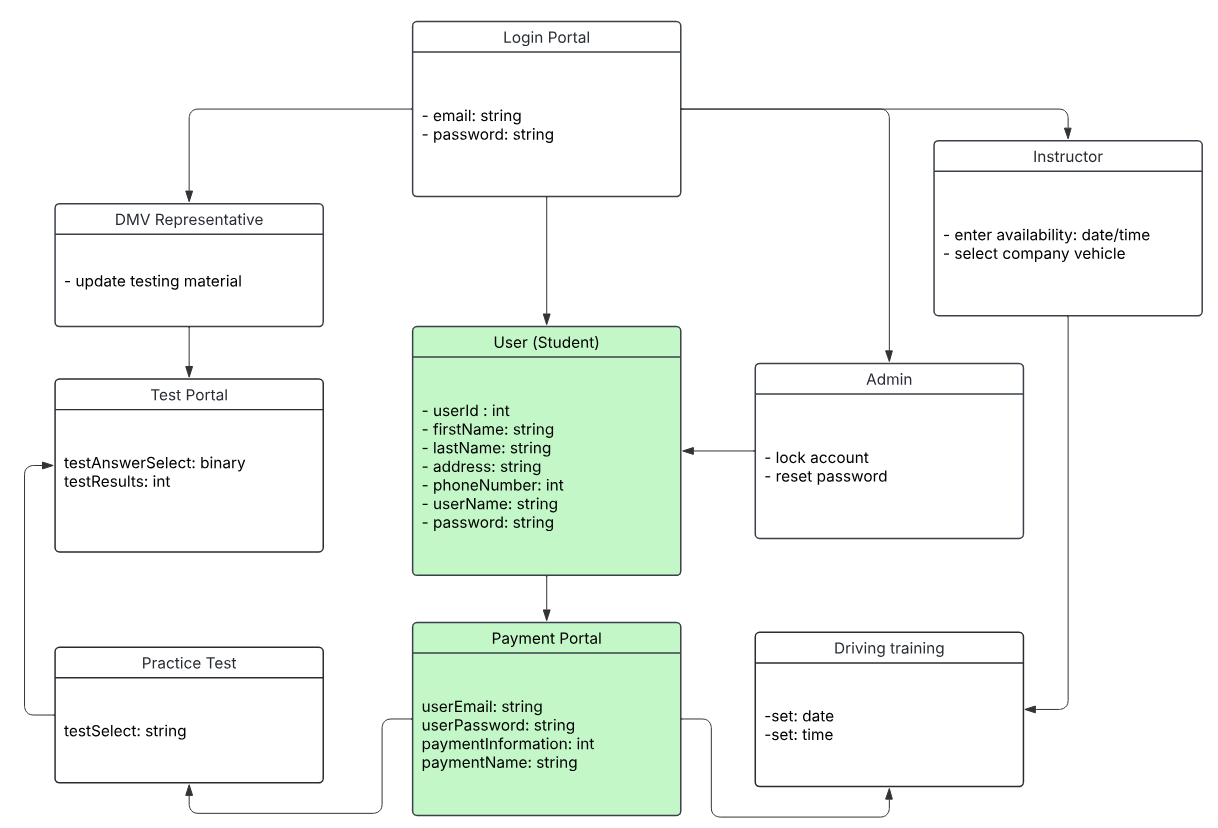 Login Portal
- email: string
- password: string
Instructor
- enter availability: date/time
- select company vehicle
DMV Representative
- update testing material
User (Student)
- userId : int
- firstName: string
- lastName: string
- address: string
- phoneNumber: int
- userName: string
- password: string
Admin
- lock account
- reset password
Test Portal
testAnswerSelect: binary
testResults: int
Practice Test
testSelect: string
Payment Portal
userEmail: string
userPassword: string
paymentInformation: int
paymentName: string
Driving training
-set: date
-set: time